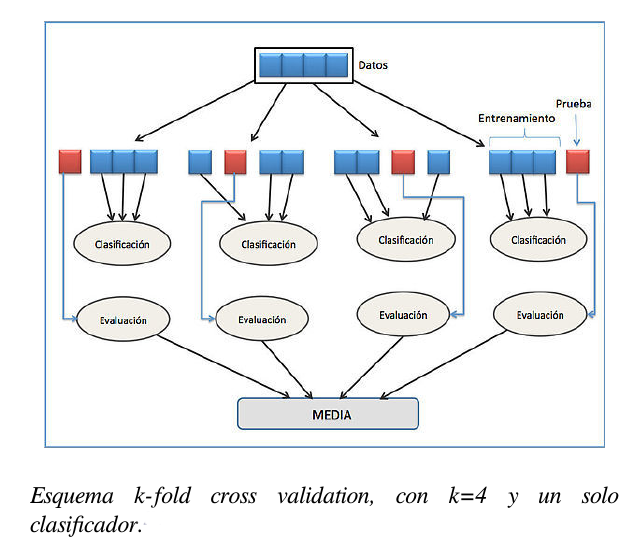 Datos
Prueba
Entrenamiento
Clasificación
Clasificación
Clasificación
Clasificación
Evaluación
Evaluación
Evaluación
Evaluación
MEDIA
Esquema k-fold cross validation, con k=4 y un solo
clasificador.